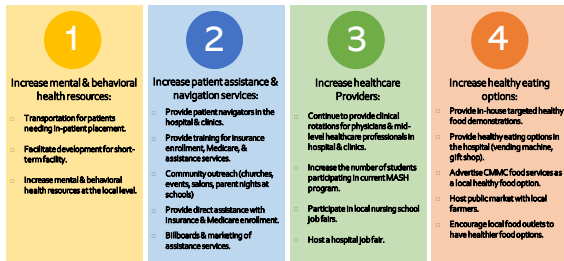 1
Increase mental & behavioral
health resources:
Transportation for patients
needing in-patient placement.
Facilitate development for short-
term facility.
Increase mental & behavioral
health resources at the local level.
2
Increase patient assistance &
navigation services:
Provide patient navigators in the
hospital & clinics.
Provide training for insurance
enrollment, Medicare, &
assistance services.
Community outreach (churches,
events, salons, parent nights at
schools)
Provide direct assistance with
Insurance & Medicare enrollment.
Billboards & marketing of
assistance services.
3
Increase healthcare
Providers:
Continue to provide clinical
rotations for physicians & mid-
level healthcare professionals in
hospital & clinics.
Increase the number of students
participating in current MASH
program.
Participate in local nursing school
job fairs.
Host a hospital job fair.
4
Increase healthy eating
options:
Provide in-house targeted healthy
food demonstrations.
Provide healthy eating options in
the hospital (vending machine,
gift shop).
Advertise CMMC food services as
a local healthy food option.
Host public market with local
farmers.
Encourage local food outlets to
have healthier food options.